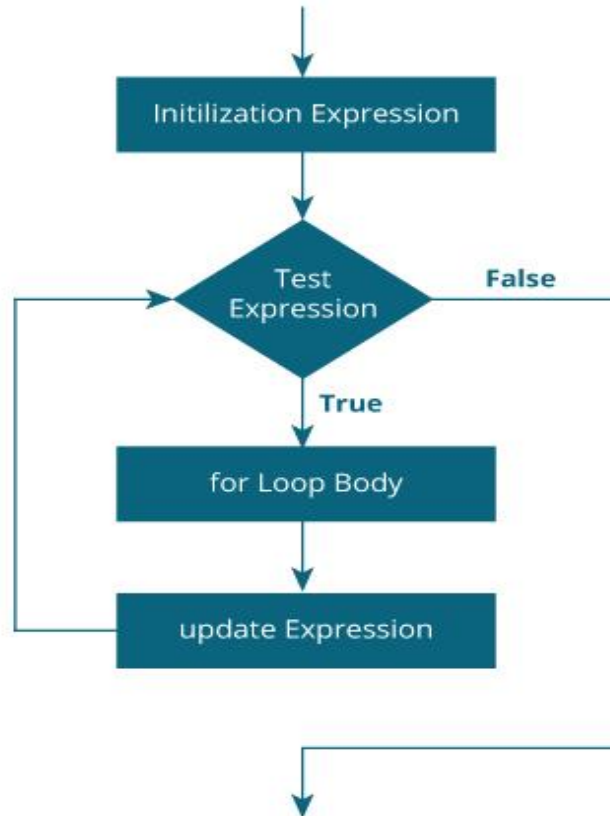 Initilization Expression
Test
Expression
False
True
for Loop Body
update Expression